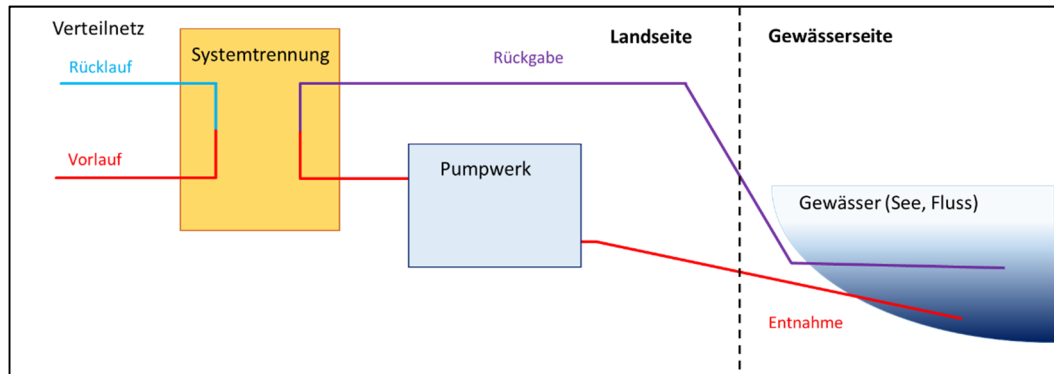 Verteilnetz
Systemtrennung
Landseite
Gewässerseite
Rücklauf
Rückgabe
Vorlauf
Pumpwerk
Gewässer (See, Fluss)
Entnahme